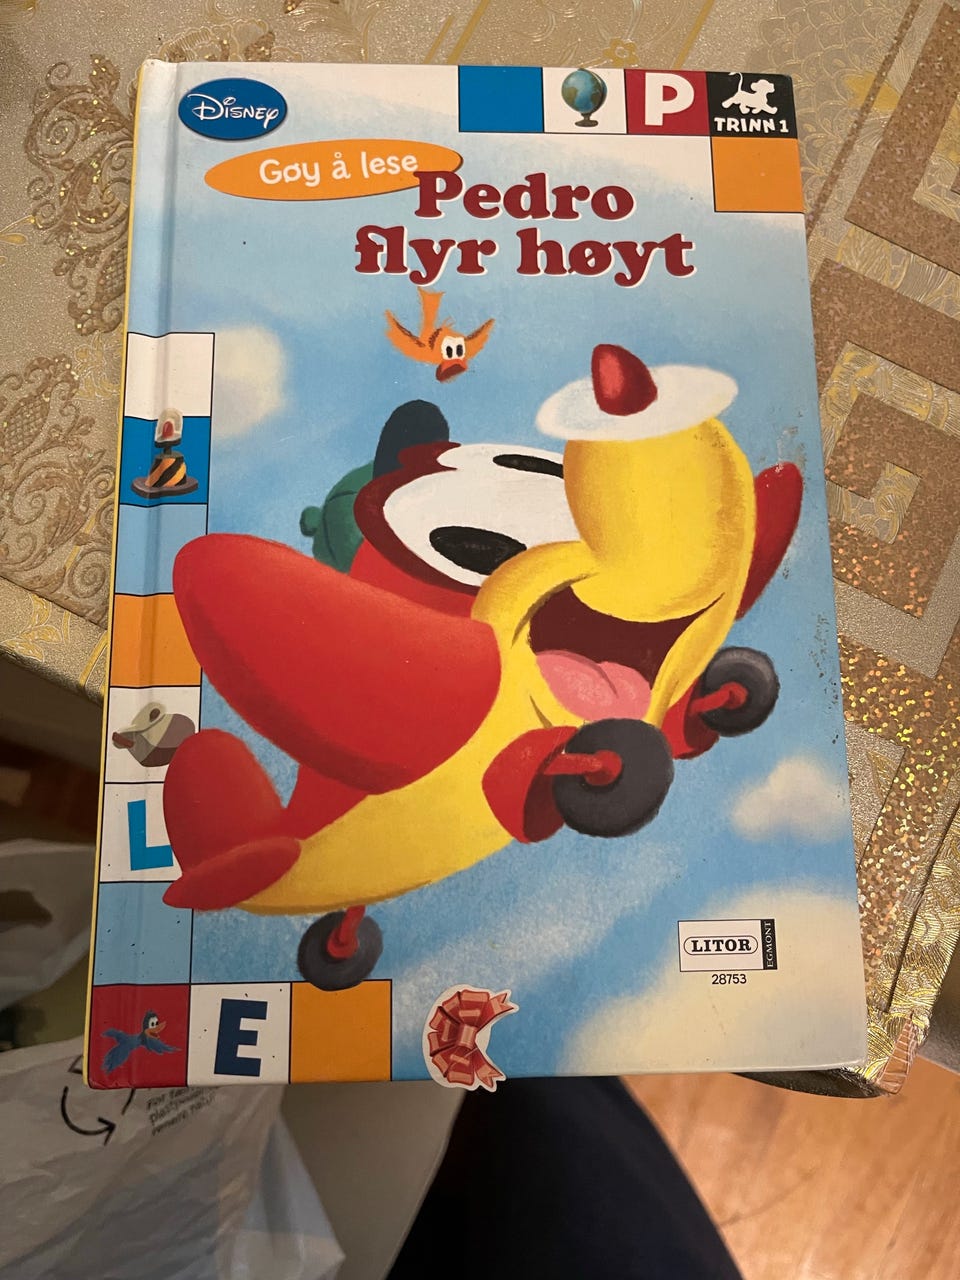 Disney
P
TRINN 1
Gøy å lese
Pedro
flyr høyt
L
LITOR
EGMONT
28753
E